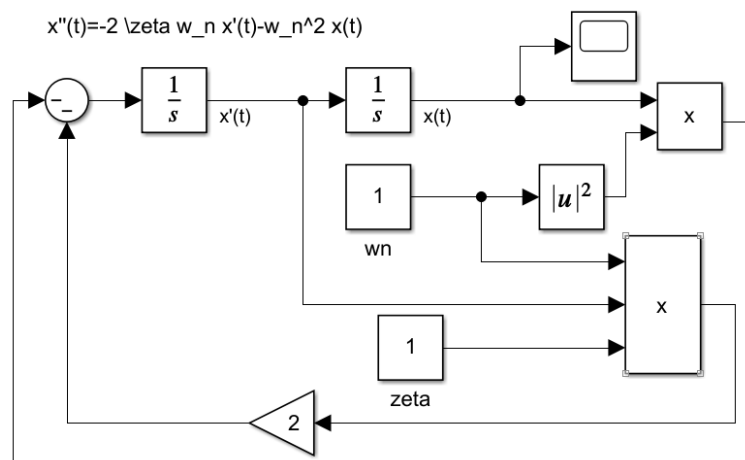 x''(t)=-2 \zeta w_n x'(t)-w_n^2 x(t)
1
s
x'(t)
1
s
x(t)
x
1
wn
|u|^2
x
1
zeta
2